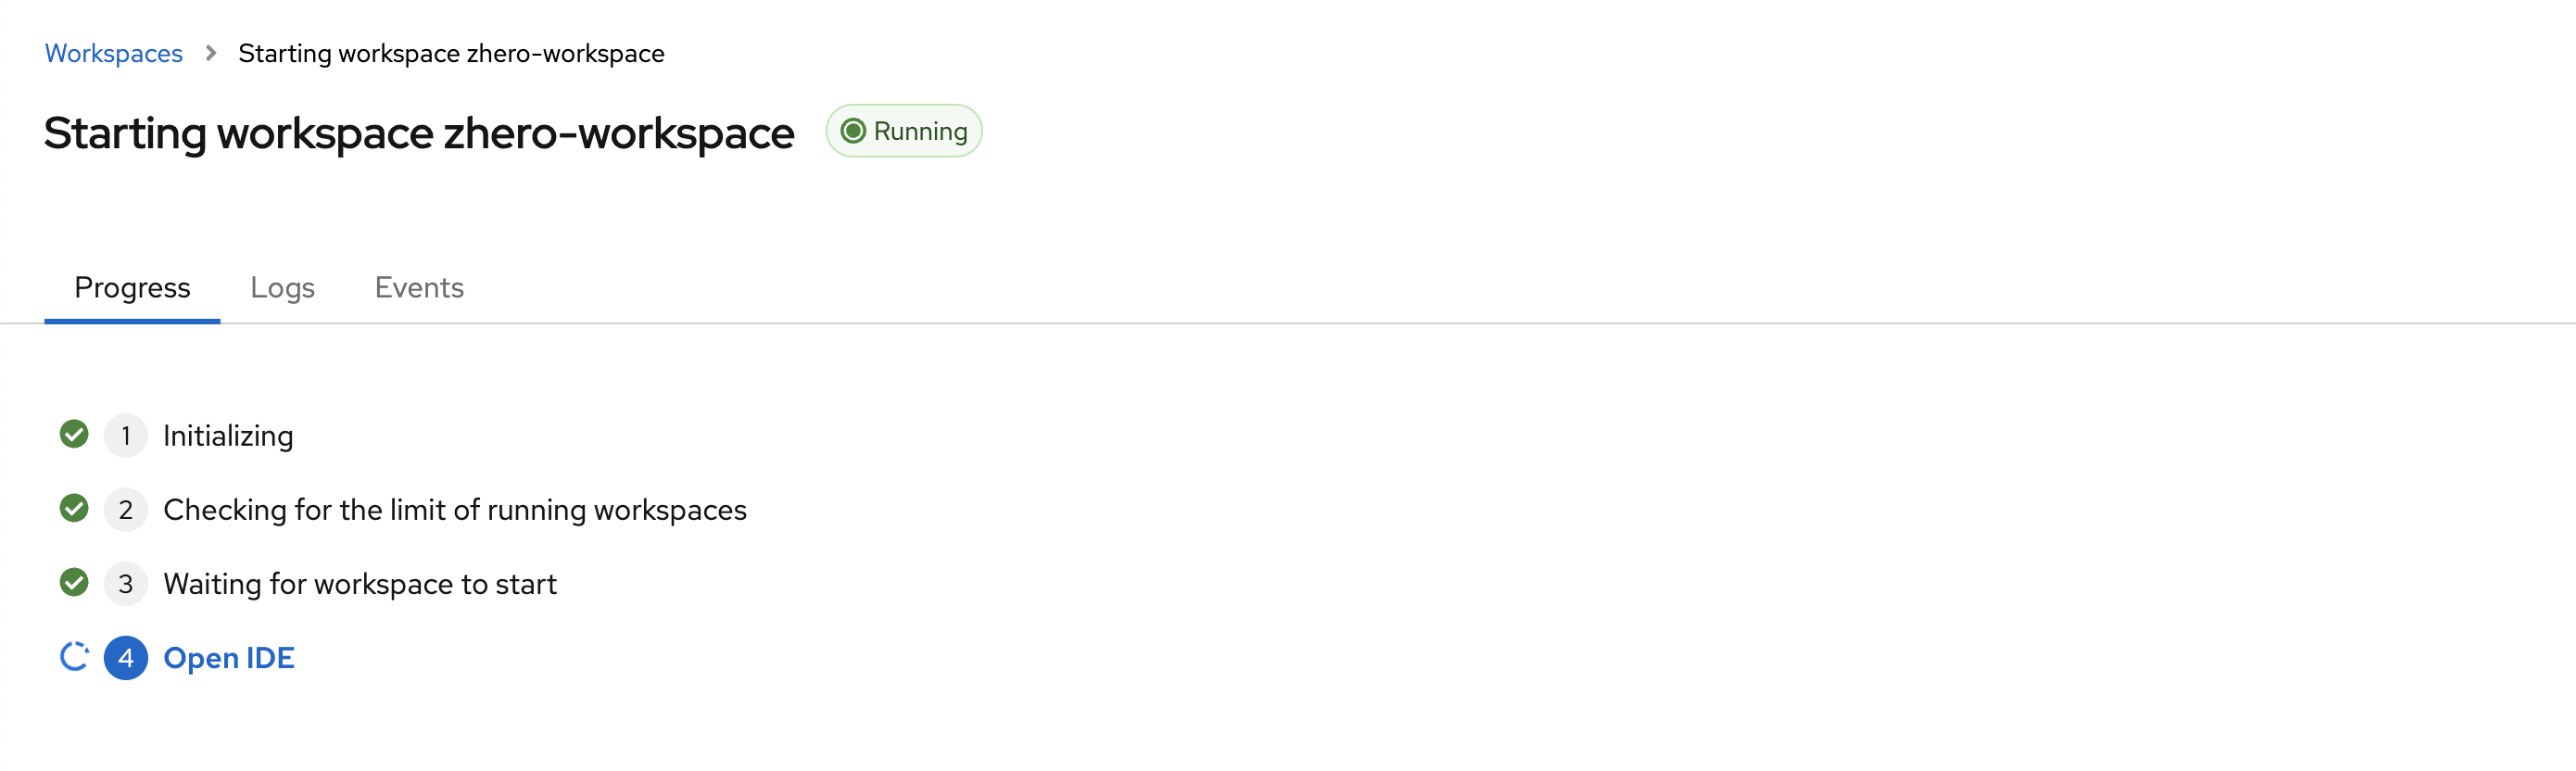 Workspaces > Starting workspace zhero-workspace
Starting workspace zhero-workspace Running
Progress Logs Events
1 Initializing
2 Checking for the limit of running workspaces
3 Waiting for workspace to start
4 Open IDE